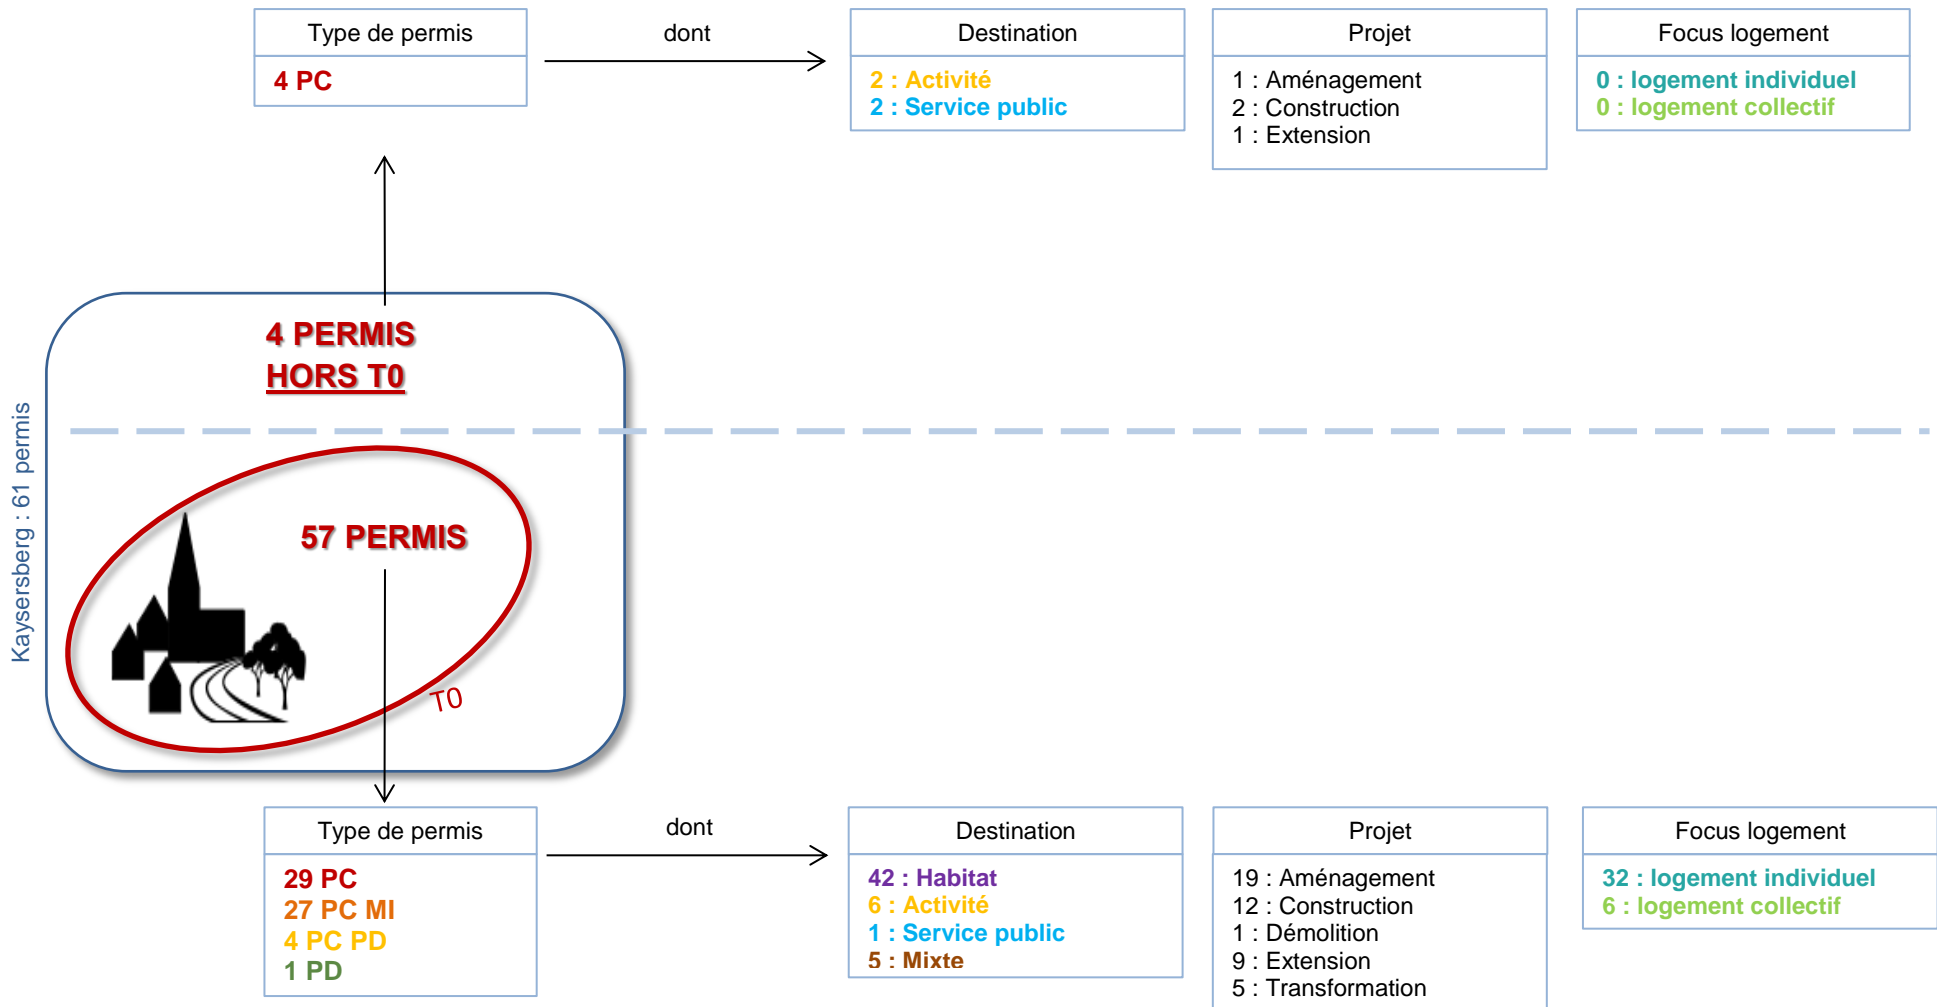 Type de permis
4 PC
dont
Destination
2 : Activité
2 : Service public
Projet
1 : Aménagement
2 : Construction
1 : Extension
Focus logement
0 : logement individuel
0 : logement collectif
Kaysersberg : 61 permis
4 PERMIS
HORS T0
57 PERMIS
T0
Type de permis
29 PC
27 PC MI
4 PC PD
1 PD
dont
Destination
42 : Habitat
6 : Activité
1 : Service public
5 : Mixte
Projet
19 : Aménagement
12 : Construction
1 : Démolition
9 : Extension
5 : Transformation
Focus logement
32 : logement individuel
6 : logement collectif